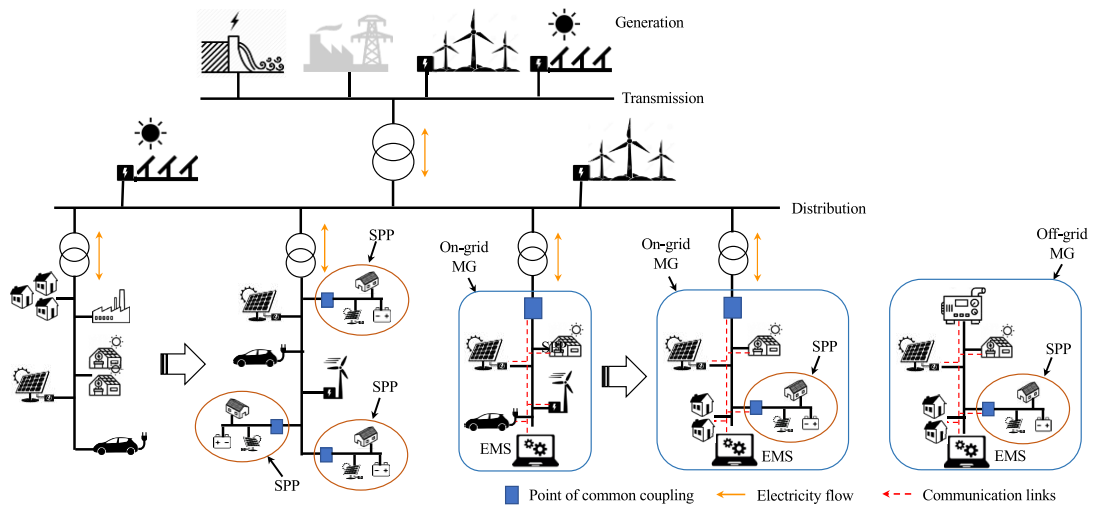 Generation
Transmission
Distribution
SPP
On-grid
MG
On-grid
MG
Off-grid
MG
SPP
SPP
SPP
SPP
SPP
SPP
EMS
EMS
EMS
Point of common coupling
Electricity flow
Communication links